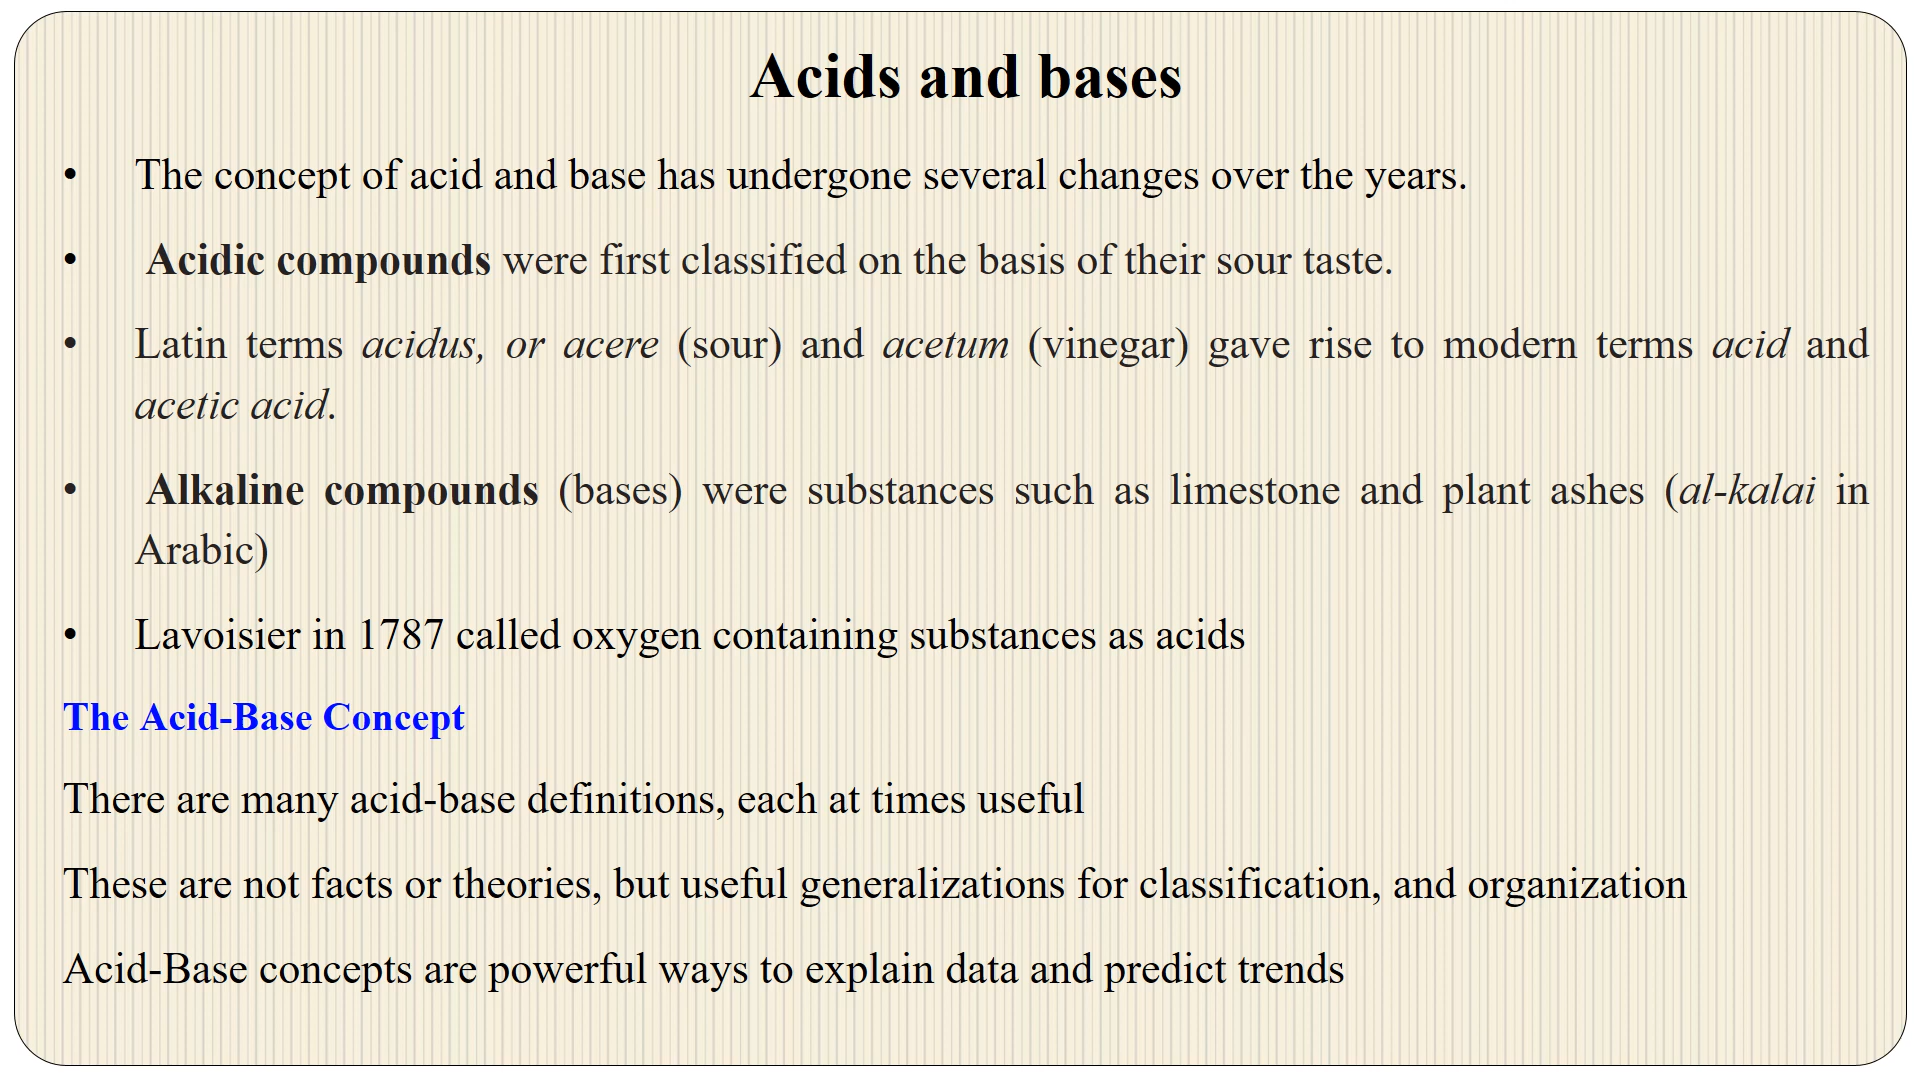 Acids and bases
• The concept of acid and base has undergone several changes over the years.
• Acidic compounds were first classified on the basis of their sour taste.
• Latin terms acidus, or acere (sour) and acetum (vinegar) gave rise to modern terms acid and
acetic acid.
• Alkaline compounds (bases) were substances such as limestone and plant ashes (al-kalai in
Arabic)
• Lavoisier in 1787 called oxygen containing substances as acids
The Acid-Base Concept
There are many acid-base definitions, each at times useful
These are not facts or theories, but useful generalizations for classification, and organization
Acid-Base concepts are powerful ways to explain data and predict trends